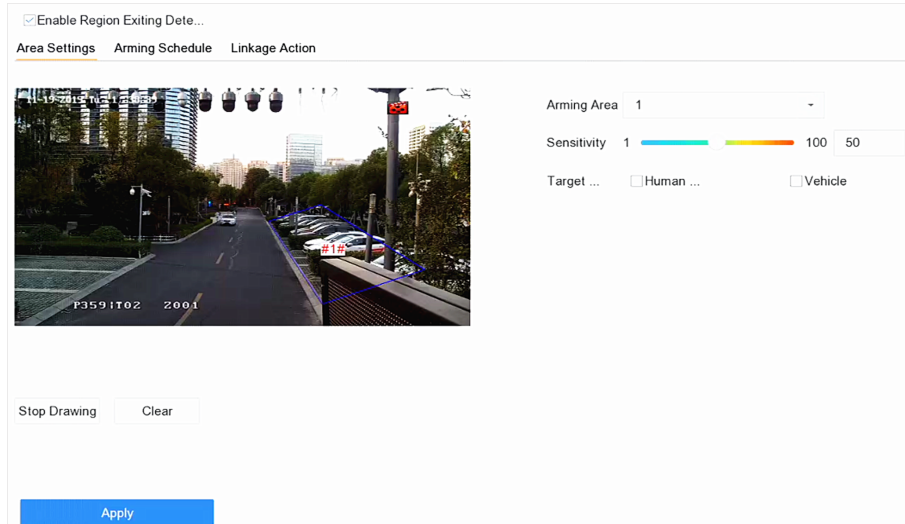 Enable Region Exiting Dete...
Area Settings Arming Schedule Linkage Action
Arming Area 1
Sensitivity 1 100 50
Target ... Human ... Vehicle
#1#
2001
Stop Drawing Clear
Apply